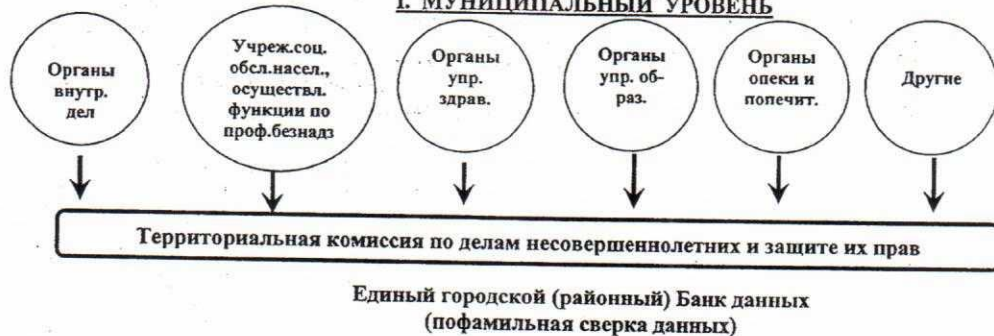 I. МУНИЦИПАЛЬНЫЙ УРОВЕНЬ
Органы
внутр.
дел
Учреж.соц.
обсл.насел.,
осуществл.
функции по
проф.безнадз
Органы
упр.
здрав.
Органы
упр. об-
раз.
Органы
опеки и
попечит.
Другие
Территориальная комиссия по делам несовершеннолетних и защите их прав
Единый городской (районный) Банк данных
(пофамильная сверка данных)